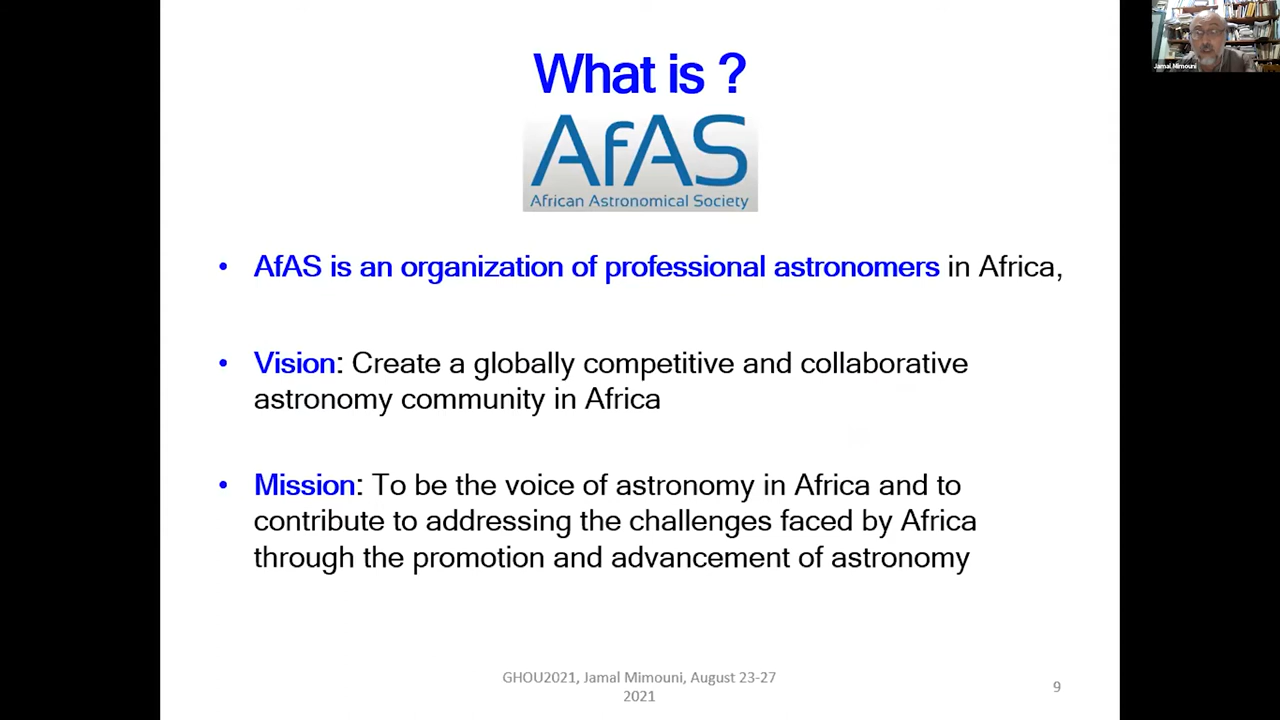 What is ?
AfAS
African Astronomical Society
• AfAS is an organization of professional astronomers in Africa,
• Vision: Create a globally competitive and collaborative
astronomy community in Africa
• Mission: To be the voice of astronomy in Africa and to
contribute to addressing the challenges faced by Africa
through the promotion and advancement of astronomy
GHOU2021, Jamal Mimouni, August 23-27
2021
9
Jamal Mimouni